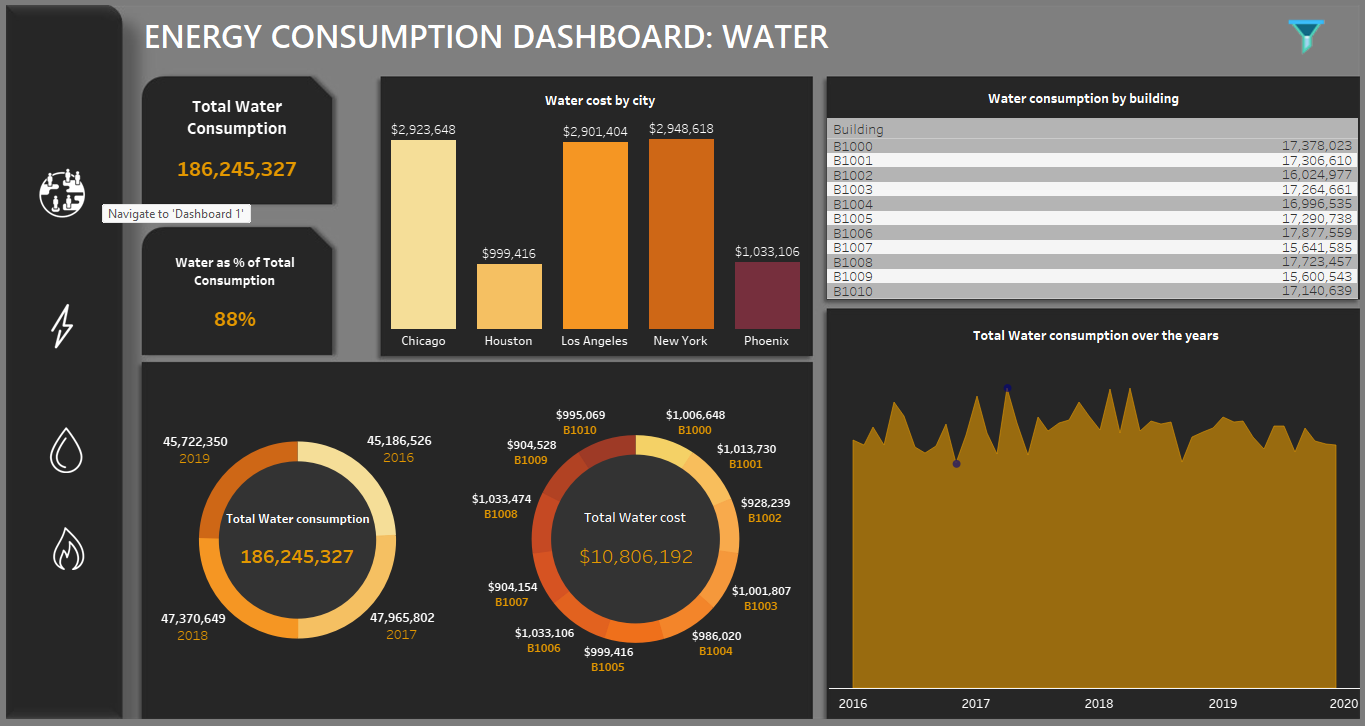 ENERGY CONSUMPTION DASHBOARD: WATER
Navigate to 'Dashboard 1'
Total Water
Consumption
186,245,327
Water as % of Total
Consumption
88%
Water cost by city
$2,923,648
$999,416
$2,901,404
$2,948,618
$1,033,106
Chicago
Houston
Los Angeles
New York
Phoenix
Water consumption by building
Building
B1000 17,378,023
B1001 17,306,610
B1002 16,024,977
B1003 17,264,661
B1004 16,996,535
B1005 17,290,738
B1006 17,877,559
B1007 15,641,585
B1008 17,723,457
B1009 15,600,543
B1010 17,140,639
45,722,350
2019
45,186,526
2016
Total Water consumption
186,245,327
47,370,649
2018
47,965,802
2017
$995,069
B1010
$1,006,648
B1000
$904,528
B1009
$1,013,730
B1001
$1,033,474
B1008
$928,239
B1002
Total Water cost
$10,806,192
$904,154
B1007
$1,001,807
B1003
$1,033,106
B1006
$986,020
B1004
$999,416
B1005
Total Water consumption over the years
2016
2017
2018
2019
2020